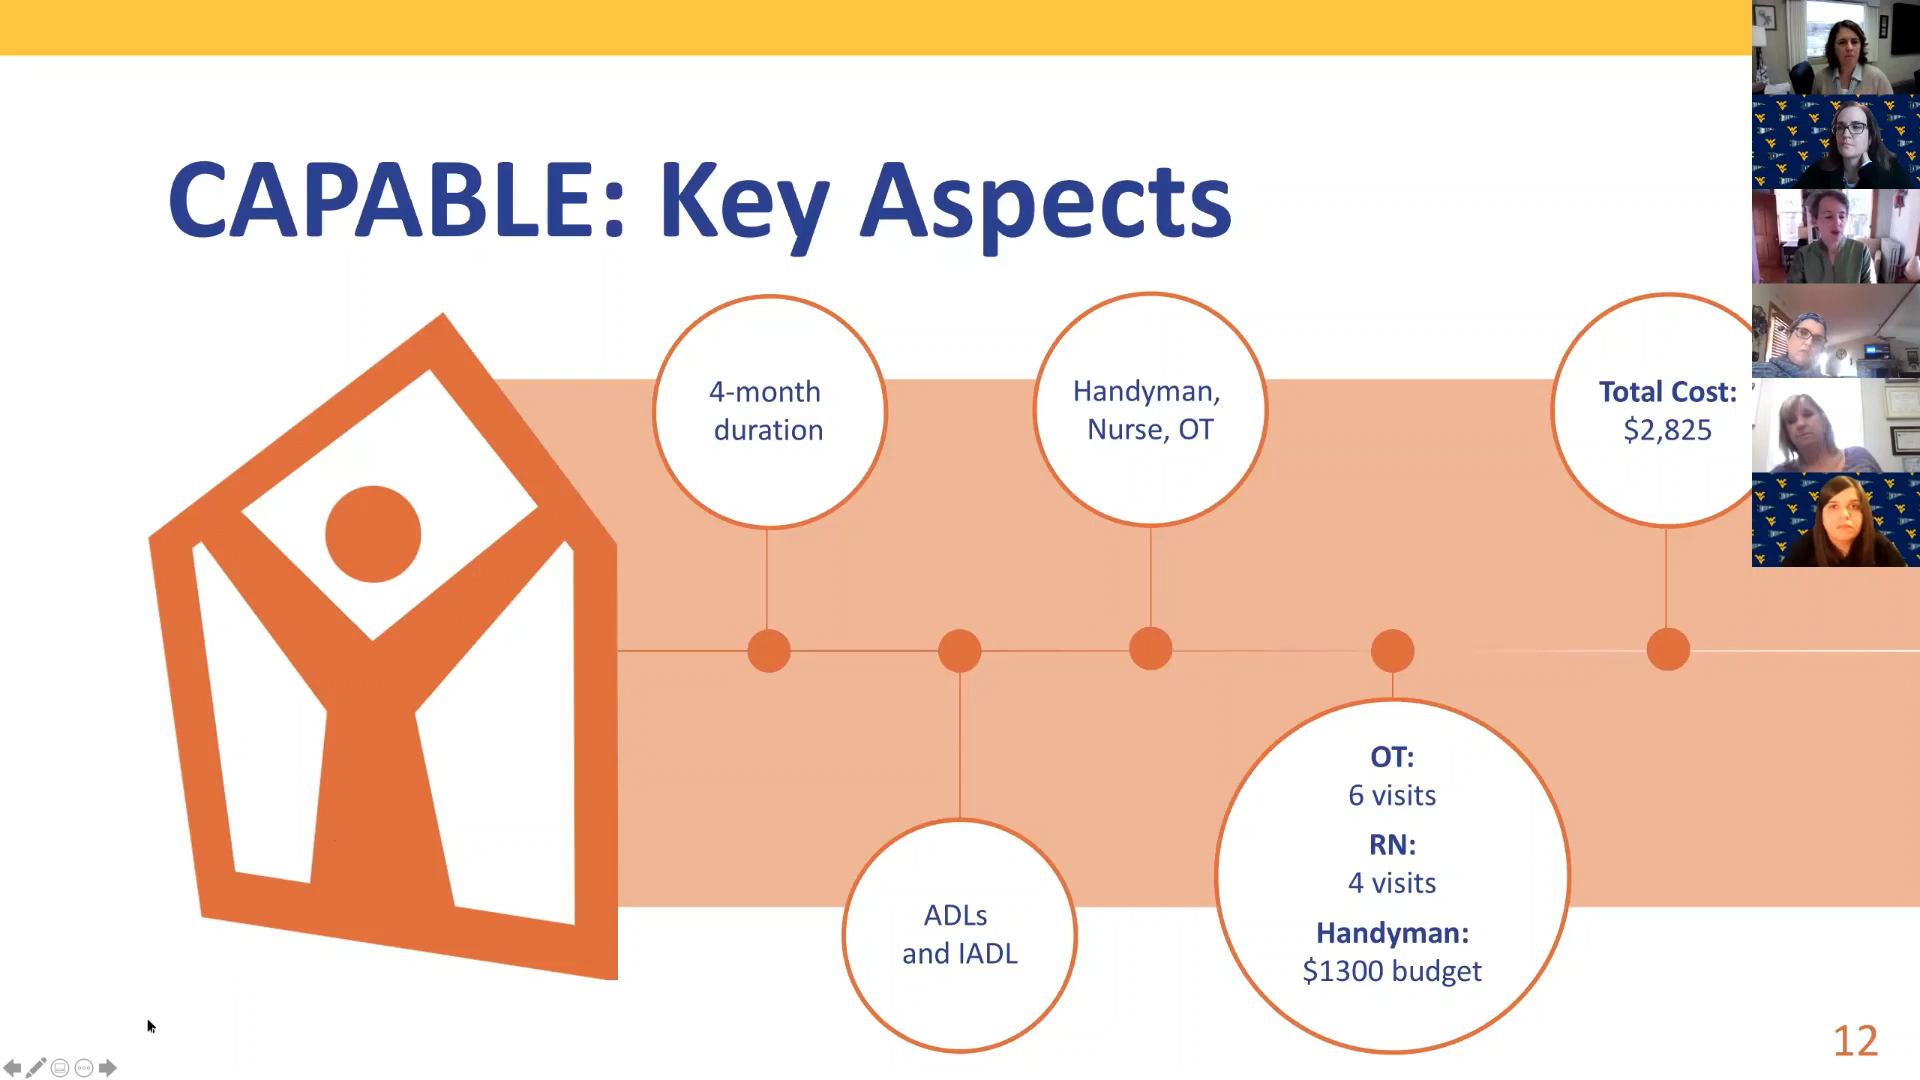 CAPABLE: Key Aspects
4-month
duration
Handyman,
Nurse, OT
Total Cost:
$2,825
ADLs
and IADL
OT:
6 visits
RN:
4 visits
Handyman:
$1300 budget
12